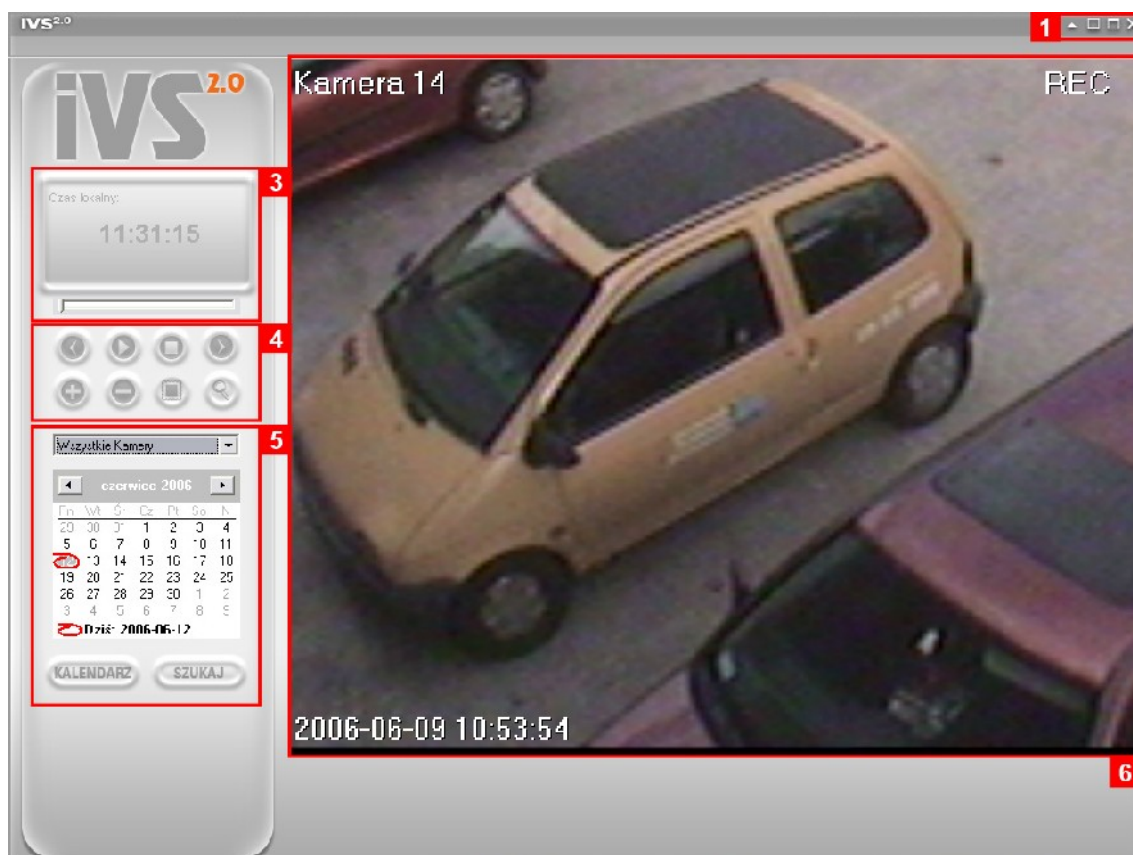 iVS2.0
1
iVS 2.0
Kamera 14
REC
3
Czas lokalny:
11:31:15
4
5
Wszystkie Kamery
czerwiec 2006
Pn Wt Śr Cz Pt So N
29 30 31 1 2 3 4
5 6 7 8 9 10 11
12 13 14 15 16 17 18
19 20 21 22 23 24 25
26 27 28 29 30 1 2
3 4 5 6 7 8 9
Dziś: 2006-06-12
KALENDARZ SZUKAJ
2006-06-09 10:53:54
6